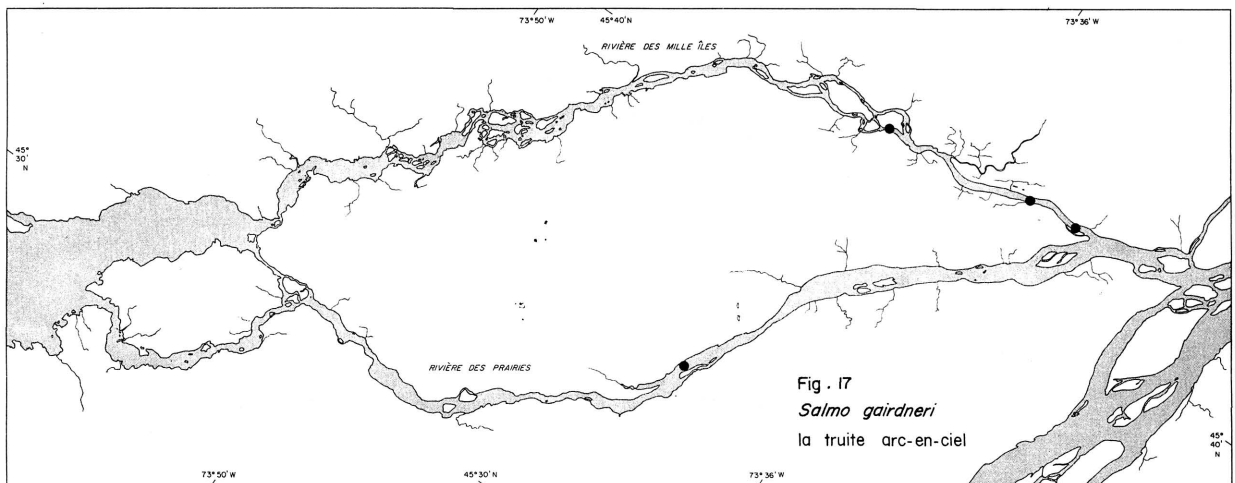 73° 50' W
45° 40' N
73° 36' W
RIVIÈRE DES MILLE ÎLES
45°
30'
N
RIVIÈRE DES PRAIRIES
Fig. 17
Salmo gairdneri
la truite arc-en-ciel
45°
40'
N
73° 50' W
45° 30' N
73° 36' W